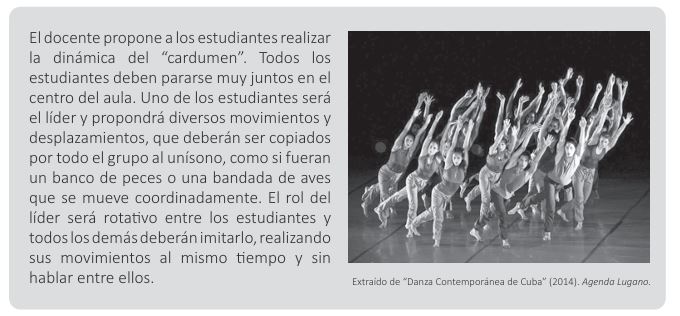 El docente propone a los estudiantes realizar
la dinámica del “cardumen”. Todos los
estudiantes deben pararse muy juntos en el
centro del aula. Uno de los estudiantes será
el líder y propondrá diversos movimientos y
desplazamientos, que deberán ser copiados
por todo el grupo al unísono, como si fueran
un banco de peces o una bandada de aves
que se mueve coordinadamente. El rol del
líder será rotativo entre los estudiantes y
todos los demás deberán imitarlo, realizando
sus movimientos al mismo tiempo y sin
hablar entre ellos.
Extraído de “Danza Contemporánea de Cuba” (2014). Agenda Lugano.